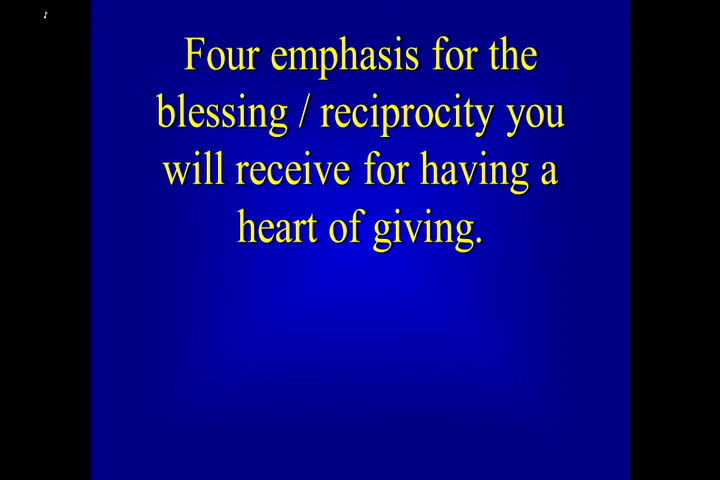 Four emphasis for the
blessing / reciprocity you
will receive for having a
heart of giving.